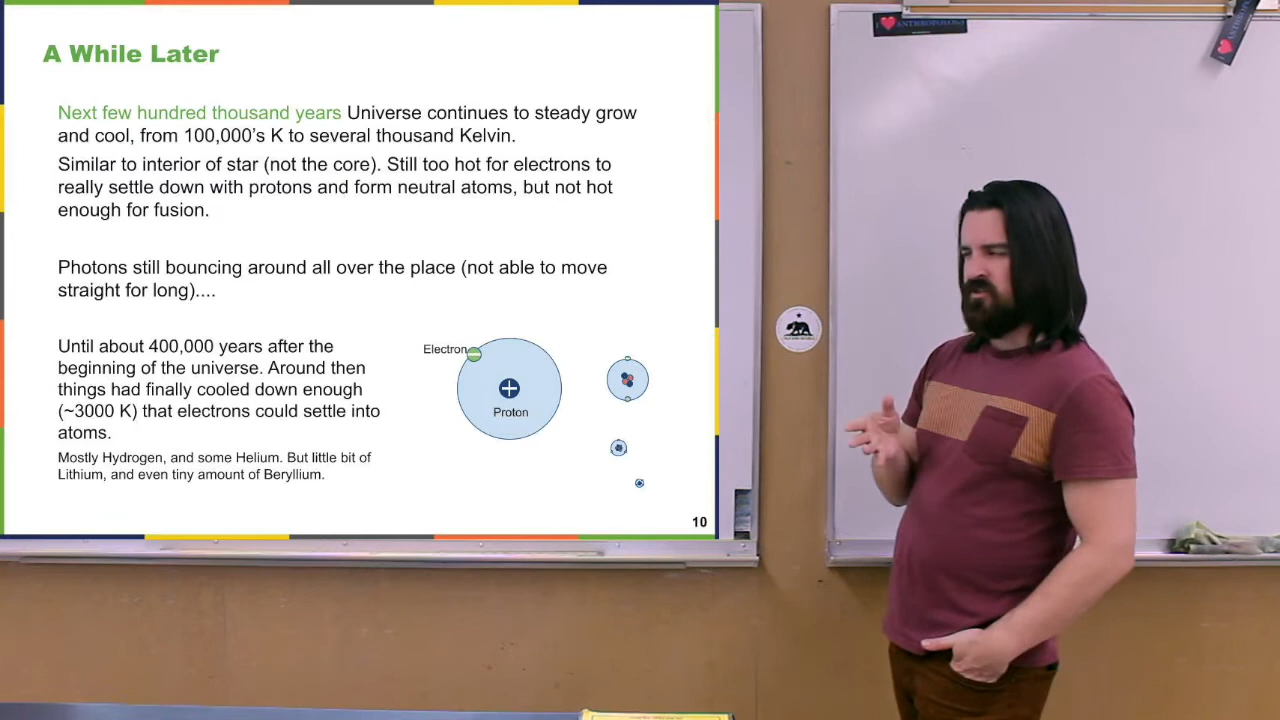 A While Later
Next few hundred thousand years Universe continues to steady grow
and cool, from 100,000's K to several thousand Kelvin.
Similar to interior of star (not the core). Still too hot for electrons to
really settle down with protons and form neutral atoms, but not hot
enough for fusion.
Photons still bouncing around all over the place (not able to move
straight for long)....
Until about 400,000 years after the
beginning of the universe. Around then
things had finally cooled down enough
(~3000 K) that electrons could settle into
atoms.
Mostly Hydrogen, and some Helium. But little bit of
Lithium, and even tiny amount of Beryllium.
Electron
Proton
10
I ❤ ANTHROPOLOGY